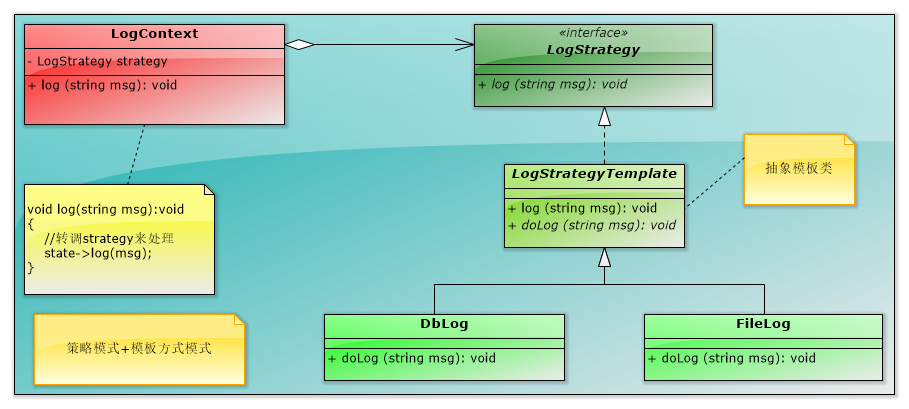 LogContext
- LogStrategy strategy
+ log (string msg): void
«interface»
LogStrategy
+ log (string msg): void
LogStrategyTemplate
+ log (string msg): void
+ doLog (string msg): void
抽象模板类
void log(string msg):void
{
//转调strategy来处理
state->log(msg);
}
策略模式+模板方式模式
DbLog
+ doLog (string msg): void
FileLog
+ doLog (string msg): void